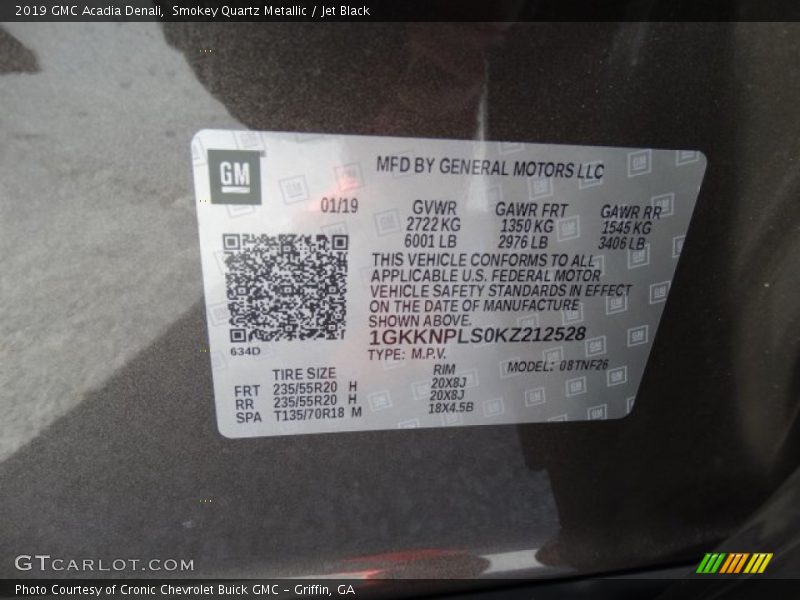 2019 GMC Acadia Denali, Smokey Quartz Metallic / Jet Black
GM
MFD BY GENERAL MOTORS LLC
01/19
GVWR GAWR FRT GAWR RR
2722 KG 1350 KG 1545 KG
6001 LB 2976 LB 3406 LB
THIS VEHICLE CONFORMS TO ALL
APPLICABLE U.S. FEDERAL MOTOR
VEHICLE SAFETY STANDARDS IN EFFECT
ON THE DATE OF MANUFACTURE
SHOWN ABOVE.
1GKKNPLS0KZ212528
TYPE: M.P.V. MODEL: 08TNF26
634D
TIRE SIZE RIM
FRT 235/55R20 H 20X8J
RR 235/55R20 H 20X8J
SPA T135/70R18 M 18X4.5B
GTCARLOT.COM
Photo Courtesy of Cronic Chevrolet Buick GMC – Griffin, GA